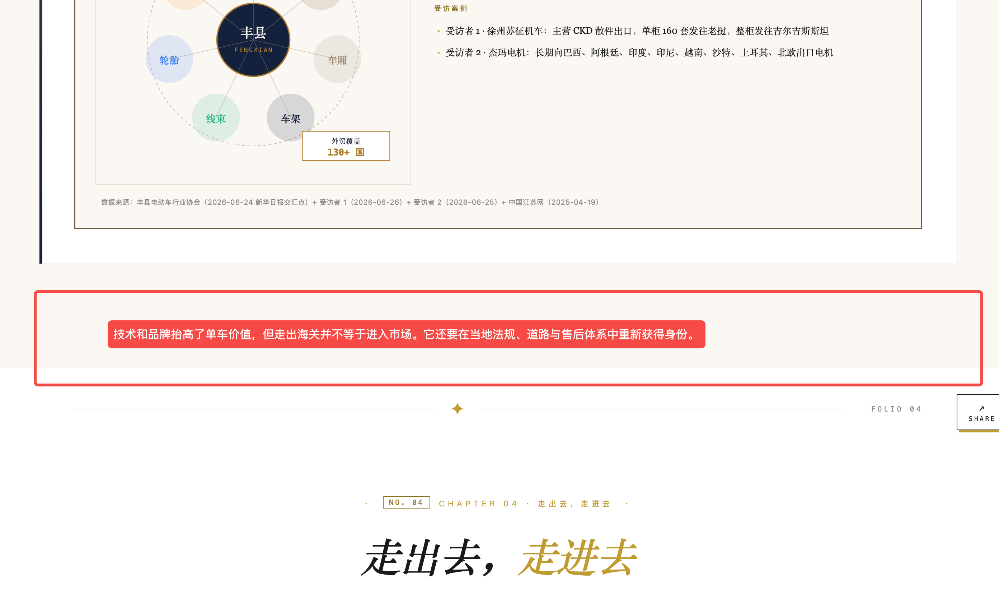 受访案例
受访者 1 · 徐州苏征机车：主营 CKD 散件出口，单柜 160 套发往老挝，整柜发往吉尔吉斯斯坦
受访者 2 · 杰玛电机：长期向巴西、阿根廷、印度、印尼、越南、沙特、土耳其、北欧出口电机
丰县
FENGXIAN
轮胎
车厢
线束
车架
外贸覆盖
130+ 国
数据来源：丰县电动车行业协会（2026-06-24 新华日报交汇点）+ 受访者 1（2026-06-26）+ 受访者 2（2026-06-25）+ 中国江苏网（2025-04-19）
技术和品牌抬高了单车价值，但走出海关并不等于进入市场。它还要在当地法规、道路与售后体系中重新获得身份。
FOLIO 04
↗
SHARE
· NO. 04 CHAPTER 04 · 走出去，走进去 ·
走出去，走进去